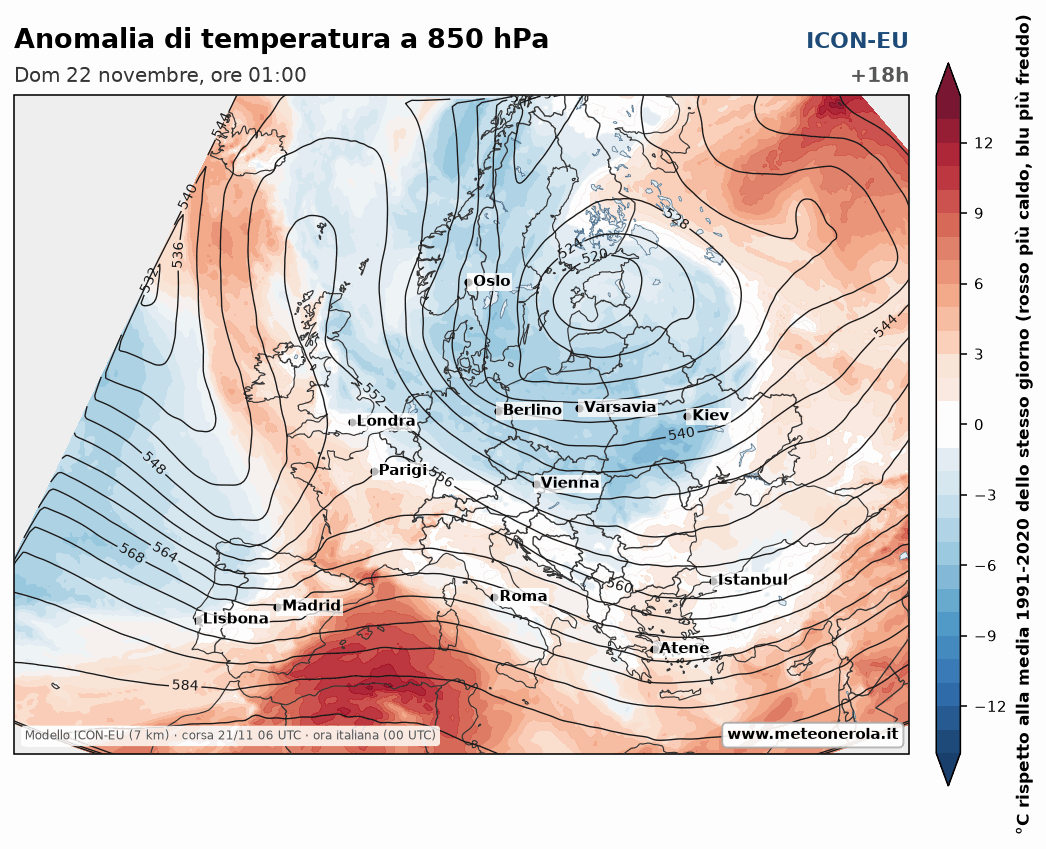 Anomalia di temperatura a 850 hPa
ICON-EU
Dom 22 novembre, ore 01:00
+18h
544
540
536
532
528
524
520
544
Oslo
552
Berlino
Varsavia
Kiev
Londra
540
548
Parigi
556
Vienna
568
564
560
Istanbul
Madrid
Roma
Lisbona
Atene
584
Modello ICON-EU (7 km) · corsa 21/11 06 UTC · ora italiana (00 UTC)
www.meteonerola.it
12
9
6
3
0
−3
−6
−9
−12
°C rispetto alla media 1991-2020 dello stesso giorno (rosso più caldo, blu più freddo)